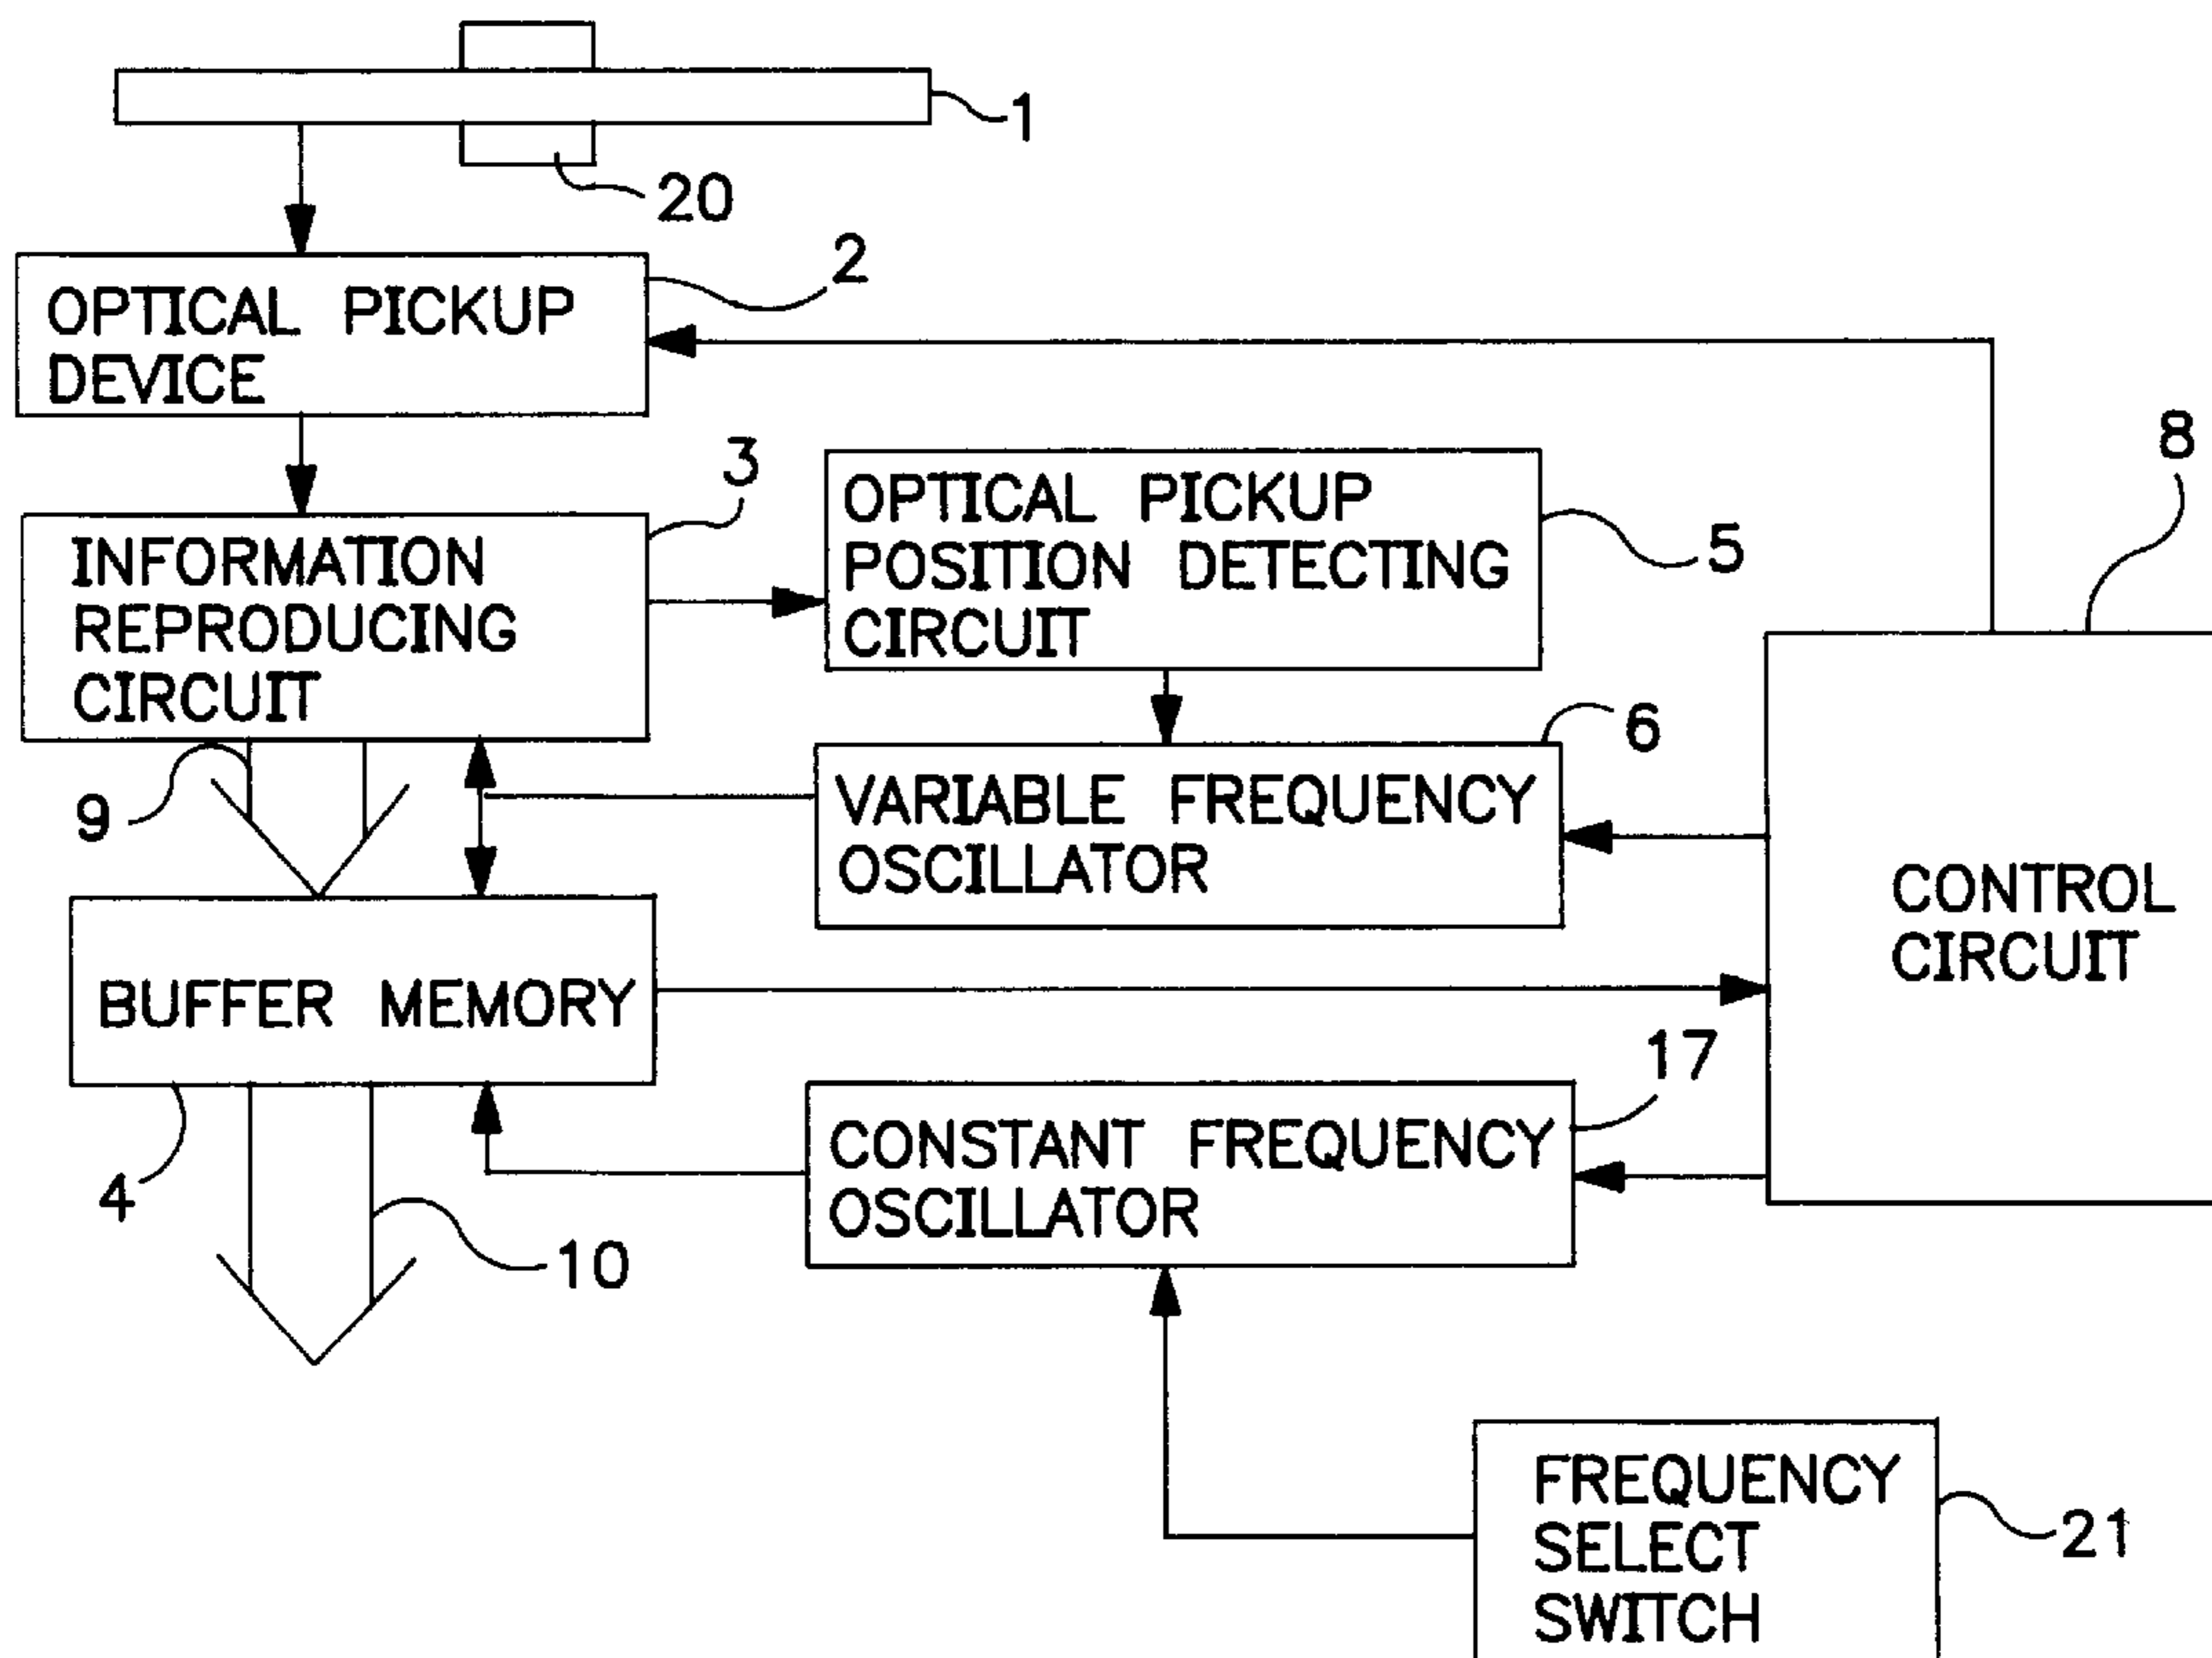 1
20
2
OPTICAL PICKUP
DEVICE
3
8
OPTICAL PICKUP
POSITION DETECTING
CIRCUIT
5
INFORMATION
REPRODUCING
CIRCUIT
6
9
VARIABLE FREQUENCY
OSCILLATOR
CONTROL
CIRCUIT
BUFFER MEMORY
17
4
CONSTANT FREQUENCY
OSCILLATOR
10
FREQUENCY
SELECT
SWITCH
21